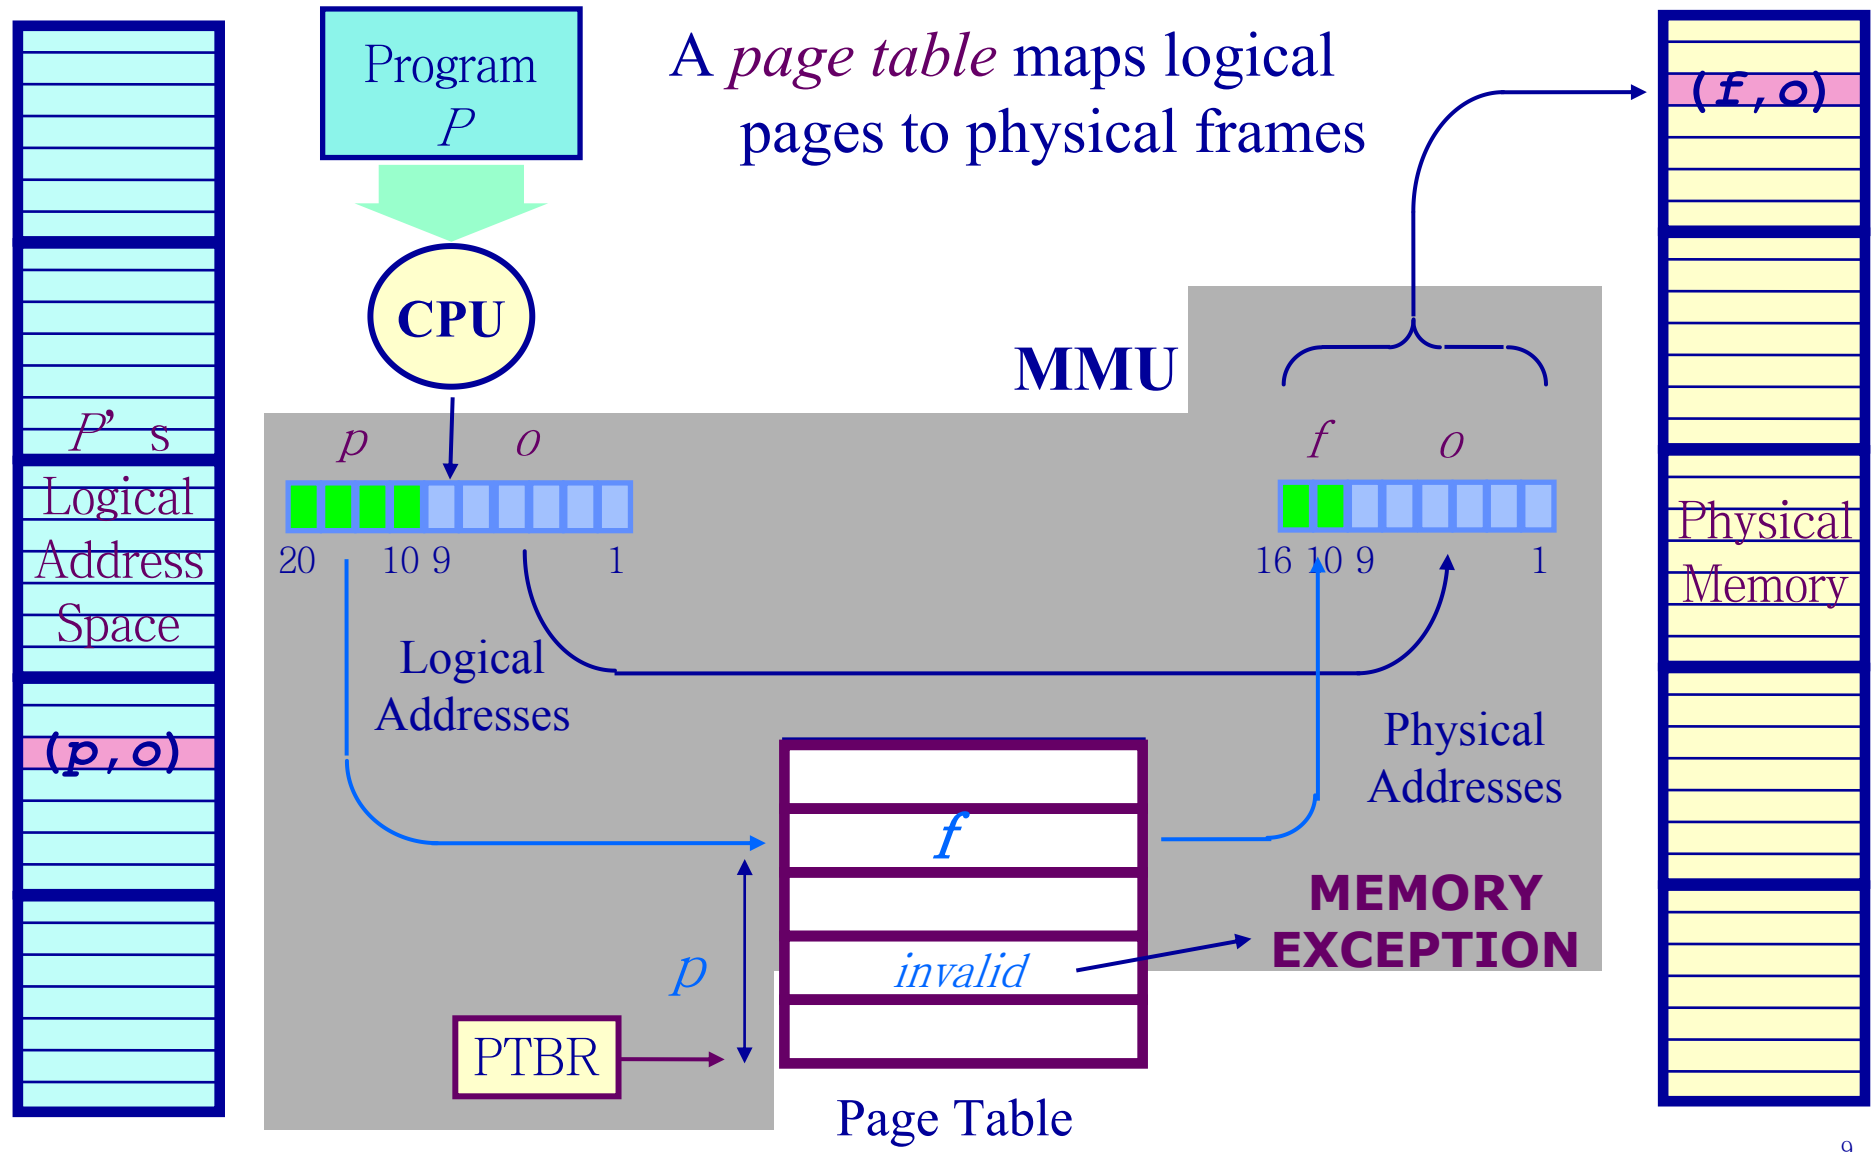 A page table maps logical
pages to physical frames
Program
P
CPU
MMU
P's
Logical
Address
Space
(p,o)
p o
20 10 9 1
Logical
Addresses
f o
16 10 9 1
Physical
Addresses
(f,o)
Physical
Memory
f
invalid
MEMORY
EXCEPTION
p
PTBR
Page Table
9